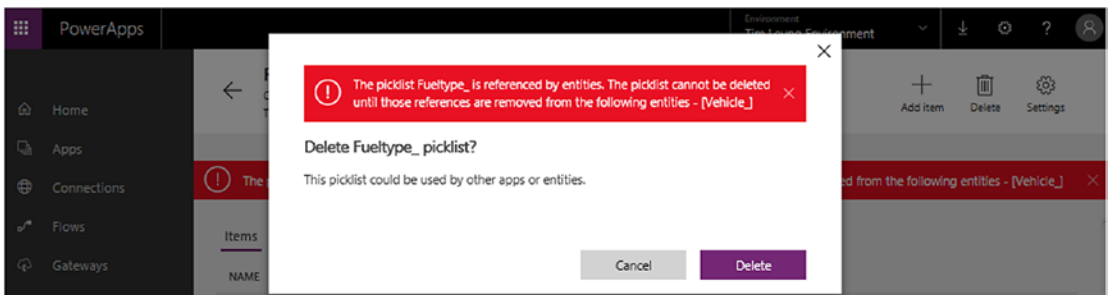 PowerApps
Environment
Tim Leung Environment
?
The picklist Fueltype_ is referenced by entities. The picklist cannot be deleted
until those references are removed from the following entities - [Vehicle_]
Add item
Delete
Settings
Home
Apps
Connections
Flows
Gateways
Delete Fueltype_ picklist?
This picklist could be used by other apps or entities.
The
ed from the following entities - [Vehicle_]
Items
NAME
Cancel
Delete